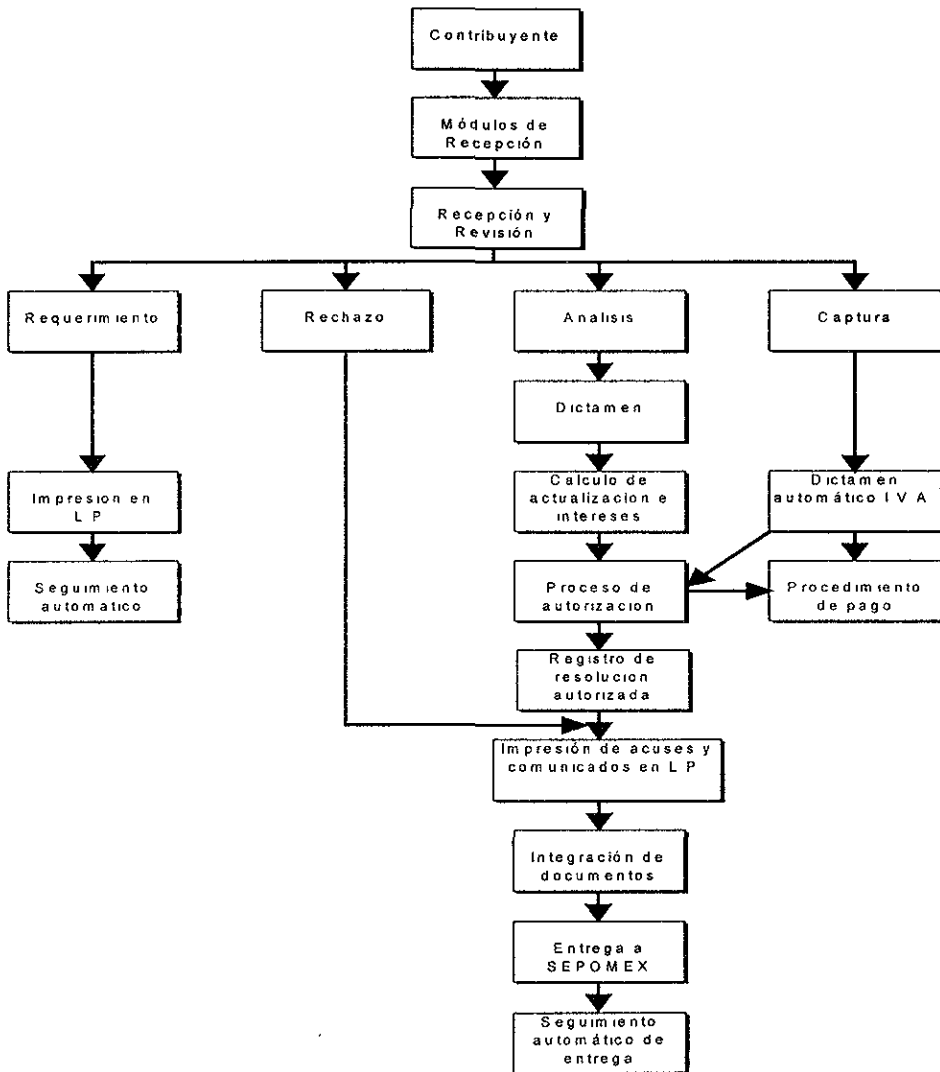 Contribuyente
Módulos de
Recepción
Recepción y
Revisión
Requerimiento
Rechazo
Analisis
Captura
Dictamen
Impresion en
LP
Calculo de
actualizacion e
intereses
Dictamen
automático IVA
Seguimiento
automatico
Proceso de
autorizacion
Procedimiento
de pago
Registro de
resolucion
autorizada
Impresión de acuses y
comunicados en LP
Integración de
documentos
Entrega a
SEPOMEX
Seguimiento
automático de
entrega